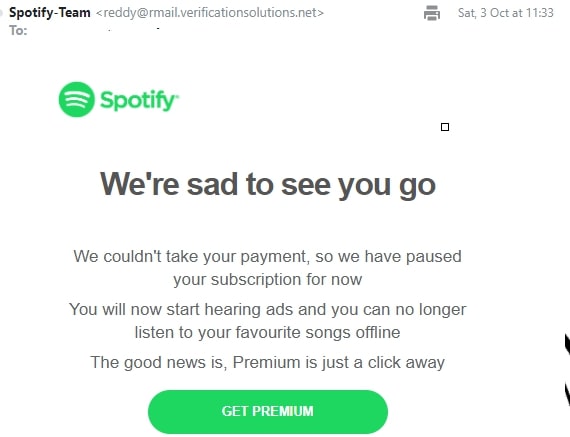 Spotify-Team <reddy@rmail.verificationsolutions.net> Sat, 3 Oct at 11:33
To:
Spotify
We're sad to see you go
We couldn't take your payment, so we have paused
your subscription for now
You will now start hearing ads and you can no longer
listen to your favourite songs offline
The good news is, Premium is just a click away
GET PREMIUM